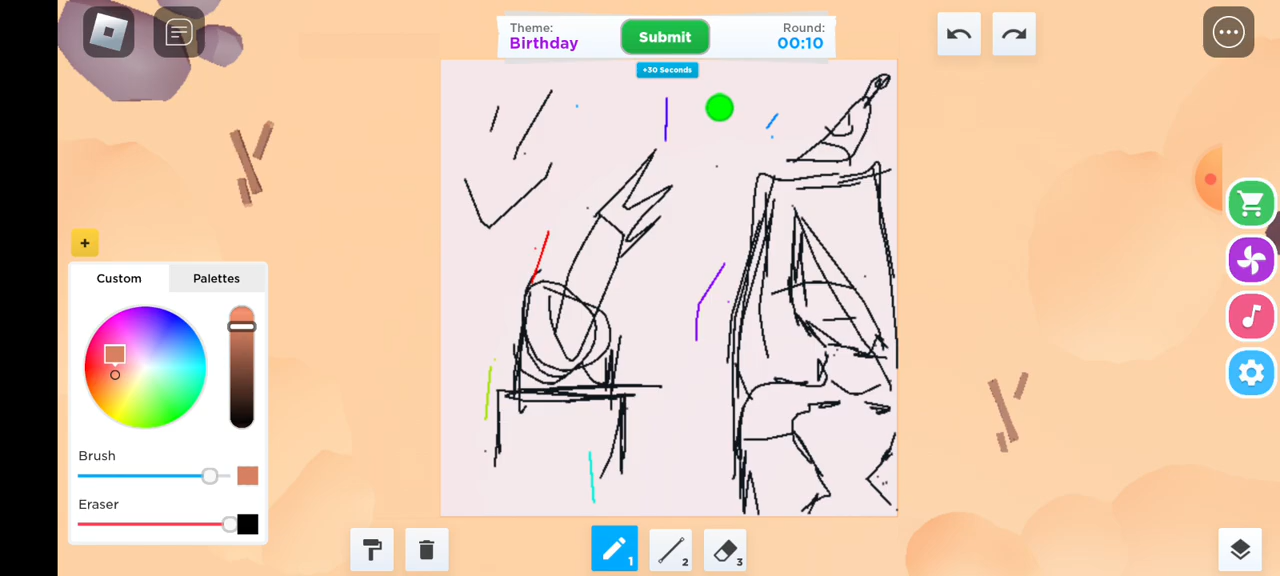 Theme:
Birthday
Submit
Round:
00:10
+30 Seconds
+
Custom
Palettes
Brush
Eraser
1
2
3